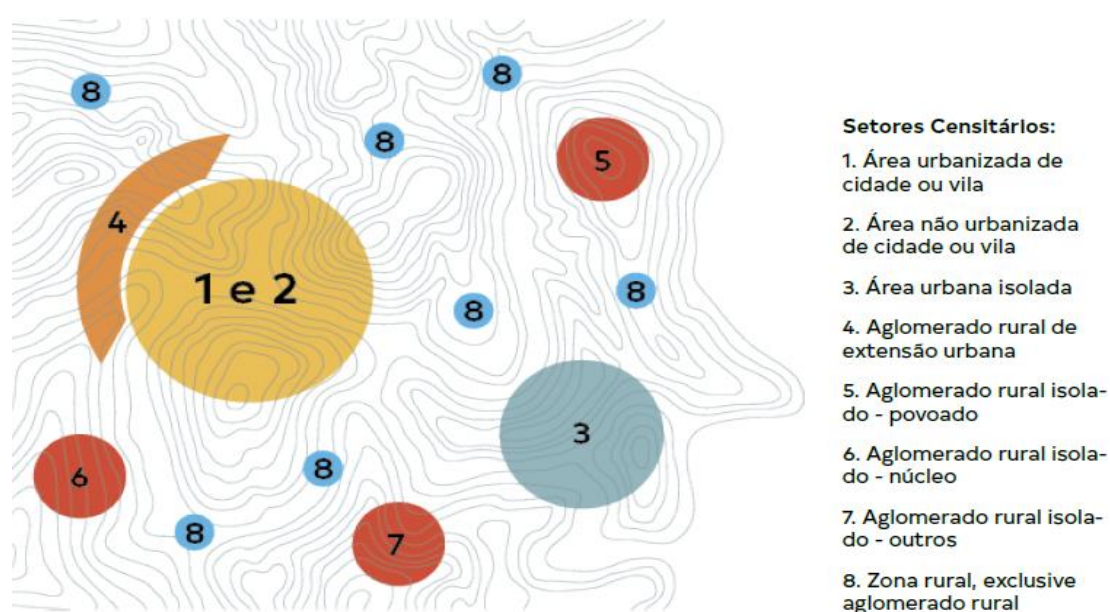 8
8
8
5
4
1 e 2
8
8
3
8
6
8
7
Setores Censitários:
1. Área urbanizada de
cidade ou vila
2. Área não urbanizada
de cidade ou vila
3. Área urbana isolada
4. Aglomerado rural de
extensão urbana
5. Aglomerado rural isola-
do - povoado
6. Aglomerado rural isola-
do - núcleo
7. Aglomerado rural isola-
do - outros
8. Zona rural, exclusive
aglomerado rural